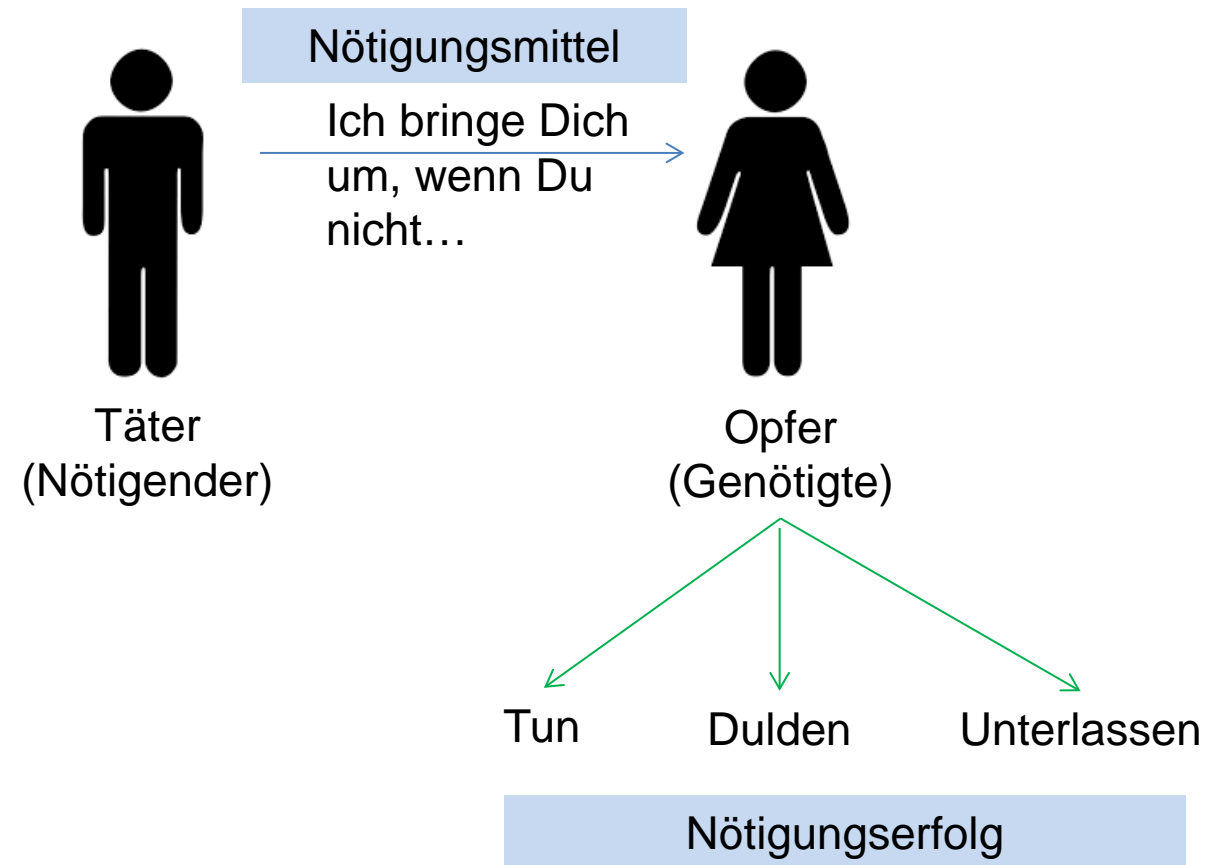 Nötigungsmittel
Ich bringe Dich
um, wenn Du
nicht…
Täter
(Nötigender)
Opfer
(Genötigte)
Tun
Dulden
Unterlassen
Nötigungserfolg